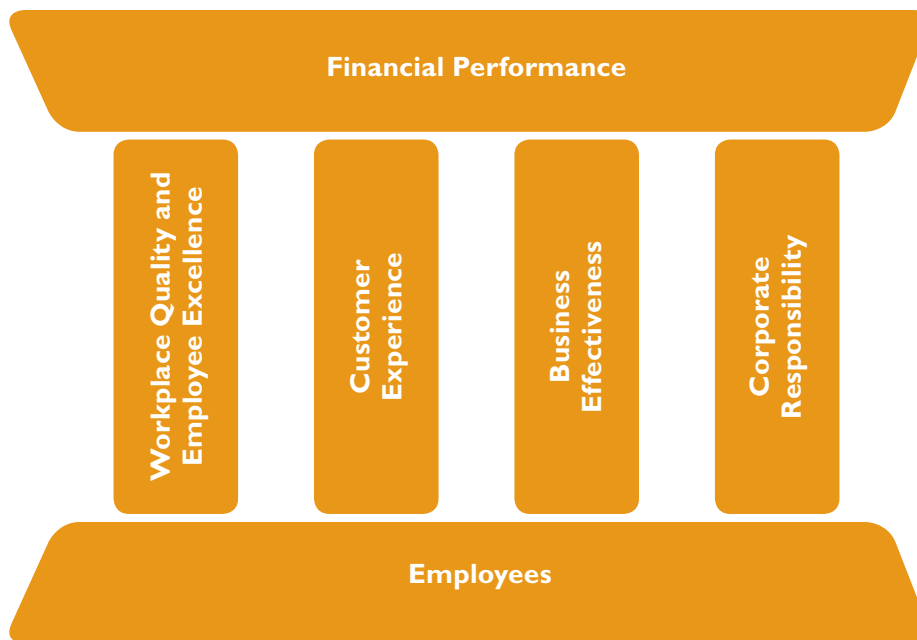 Financial Performance
Workplace Quality and
Employee Excellence
Customer
Experience
Business
Effectiveness
Corporate
Responsibility
Employees